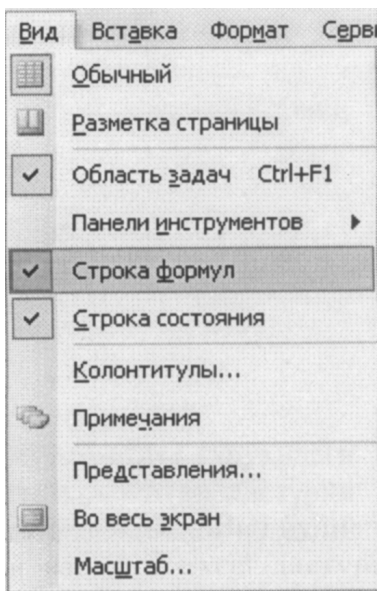 Вид Вставка Формат Серви
Обычный
Разметка страницы
Область задач Ctrl+F1
Панели инструментов
Строка формул
Строка состояния
Колонтитулы...
Примечания
Представления...
Во весь экран
Масштаб...